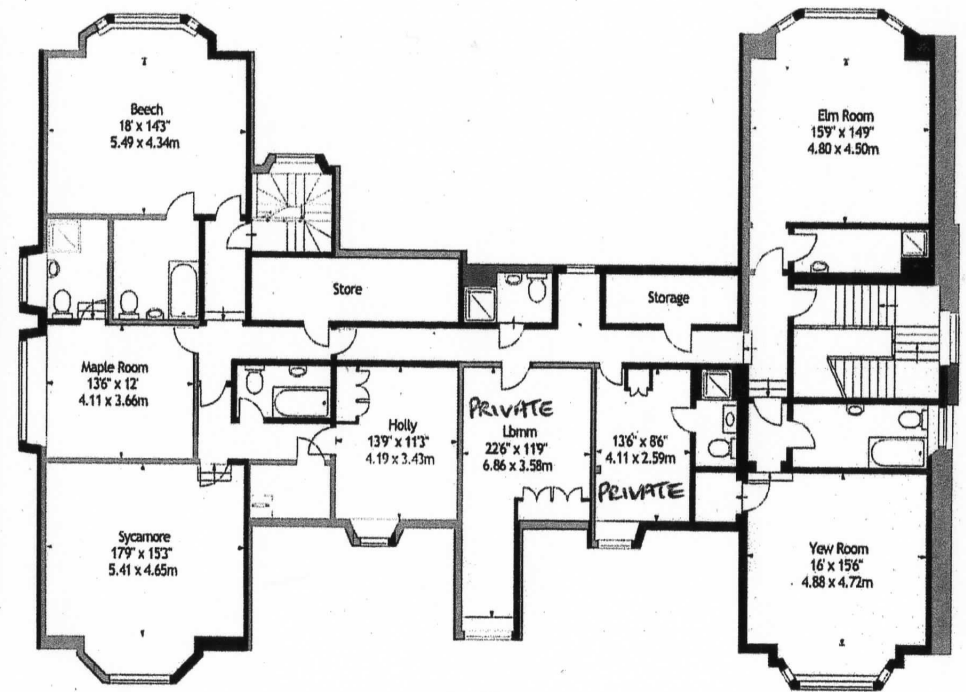 Beech
18' x 14'3"
5.49 x 4.34m
Elm Room
15'9" x 14'9"
4.80 x 4.50m
Store
Storage
Maple Room
13'6" x 12'
4.11 x 3.66m
Holly
13'9" x 11'3"
4.19 x 3.43m
PRIVATE
22'6" x 11'9"
6.86 x 3.58m
13'6" x 8'6"
4.11 x 2.59m
PRIVATE
Sycamore
17'9" x 15'3"
5.41 x 4.65m
Yew Room
16' x 15'6"
4.88 x 4.72m